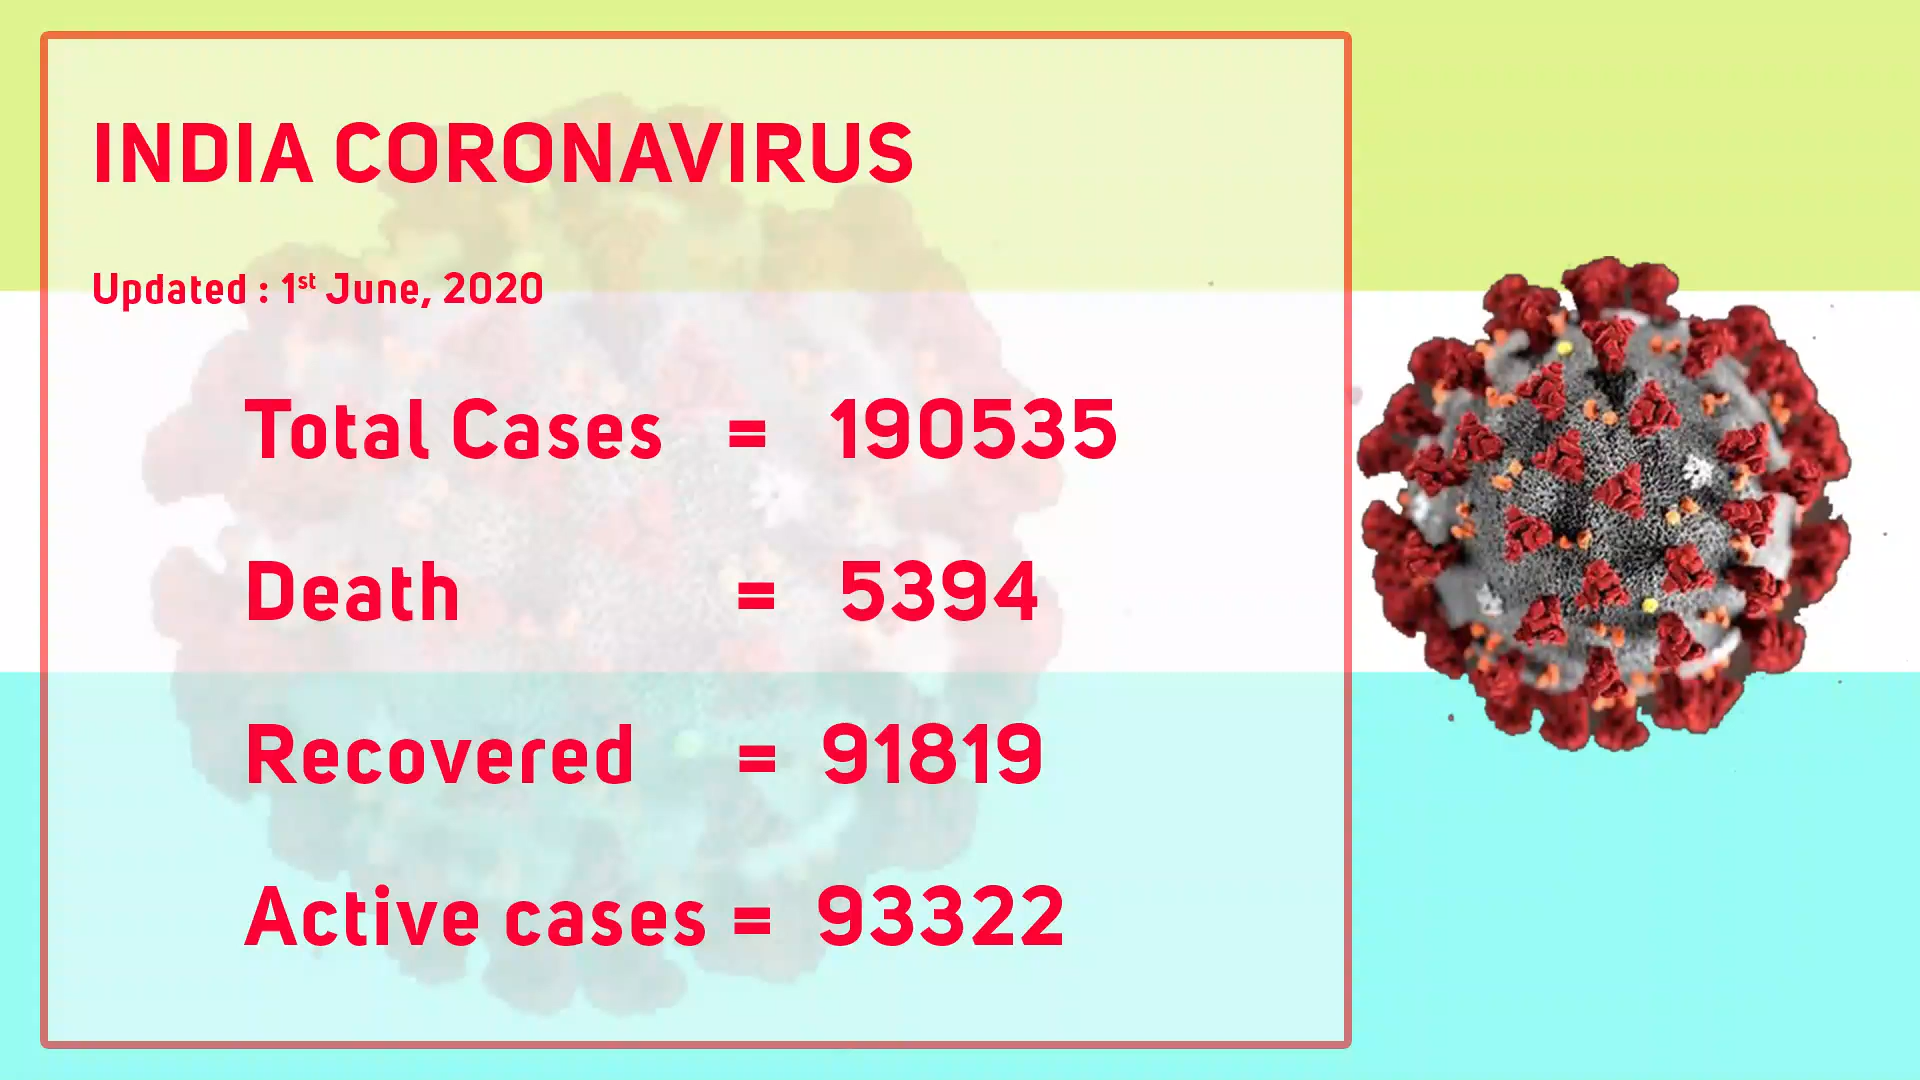 INDIA CORONAVIRUS
Updated : 1st June, 2020
Total Cases = 190535
Death = 5394
Recovered = 91819
Active cases = 93322